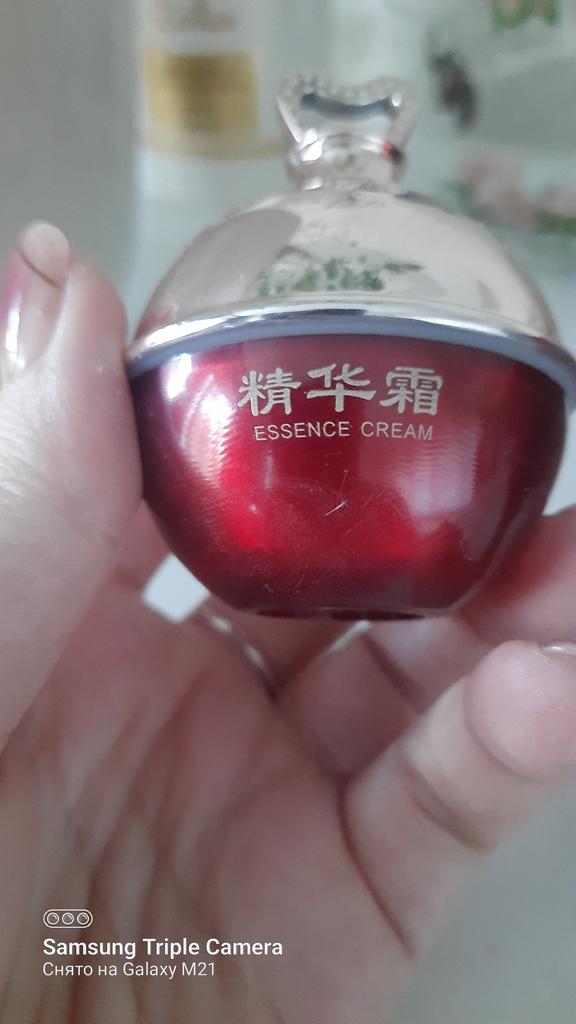 精华霜
ESSENCE CREAM
Samsung Triple Camera
Снято на Galaxy M21